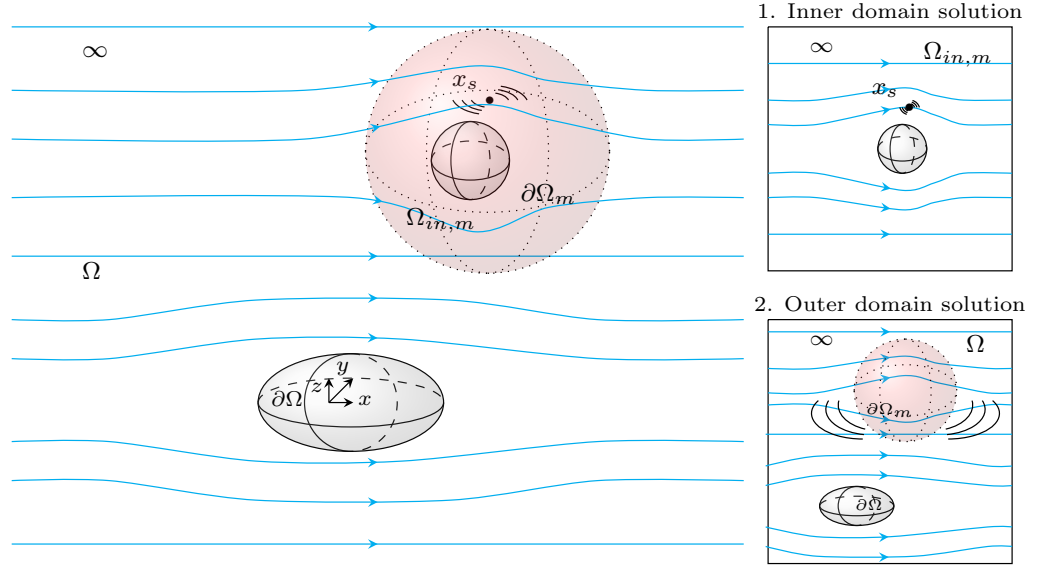 ∞
x_s
∂Ω_m
Ω_{in,m}
Ω
y
z
∂Ω
x
1. Inner domain solution
∞
Ω_{in,m}
x_s
2. Outer domain solution
∞
Ω
∂Ω_m
∂Ω